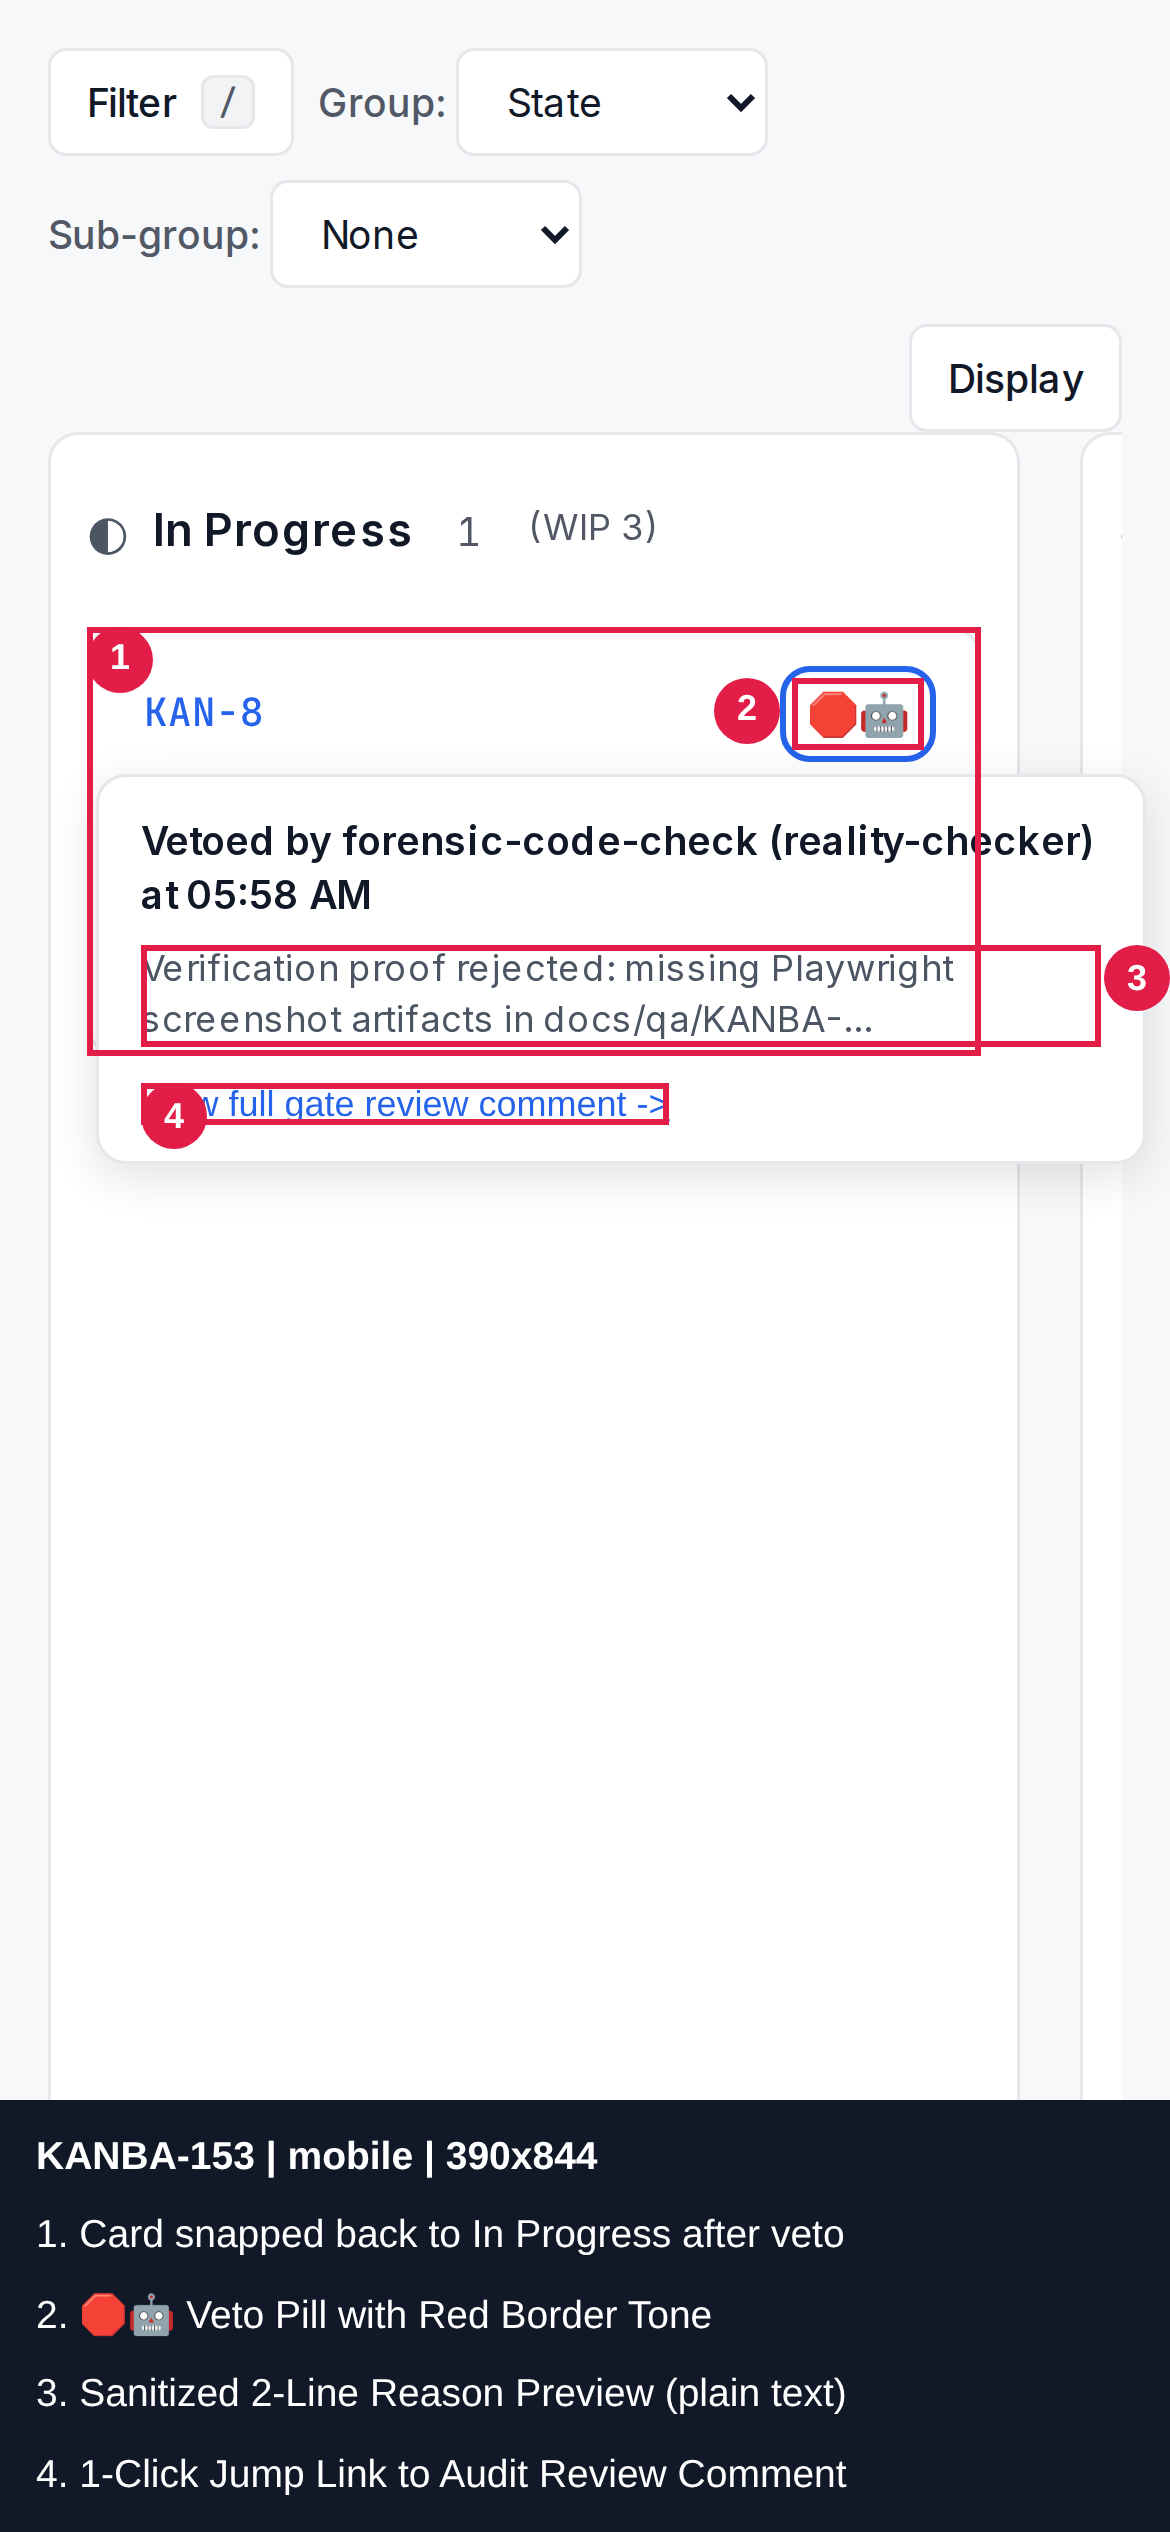 Filter /
Group: State
Sub-group: None
Display
In Progress 1 (WIP 3)
1
KAN-8
2
Vetoed by forensic-code-check (reality-checker)
at 05:58 AM
Verification proof rejected: missing Playwright
screenshot artifacts in docs/qa/KANBA-...
3
4
full gate review comment ->
KANBA-153 | mobile | 390x844
1. Card snapped back to In Progress after veto
2. 🛑🤖 Veto Pill with Red Border Tone
3. Sanitized 2-Line Reason Preview (plain text)
4. 1-Click Jump Link to Audit Review Comment